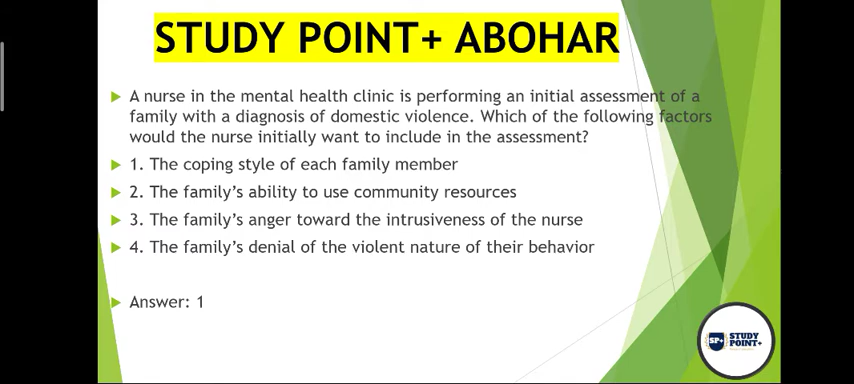 STUDY POINT+ ABOHAR
A nurse in the mental health clinic is performing an initial assessment of a
family with a diagnosis of domestic violence. Which of the following factors
would the nurse initially want to include in the assessment?
1. The coping style of each family member
2. The family's ability to use community resources
3. The family's anger toward the intrusiveness of the nurse
4. The family's denial of the violent nature of their behavior
Answer: 1
SP+
STUDY
POINT+